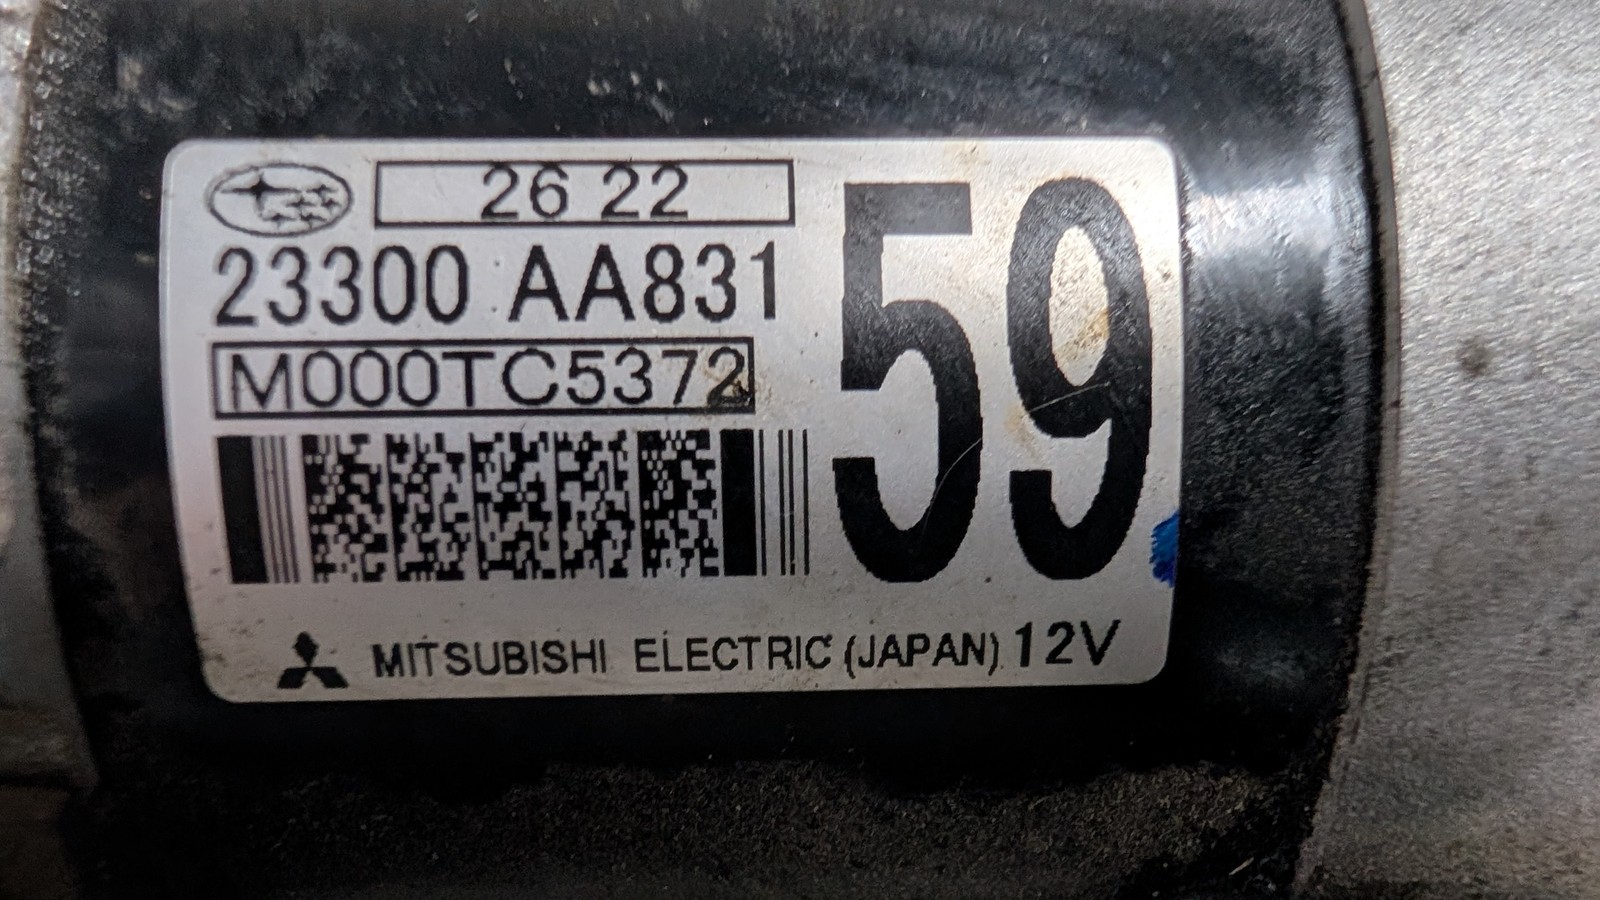 26 22
23300 AA831
M000TC5372
59
MITSUBISHI ELECTRIC (JAPAN) 12V